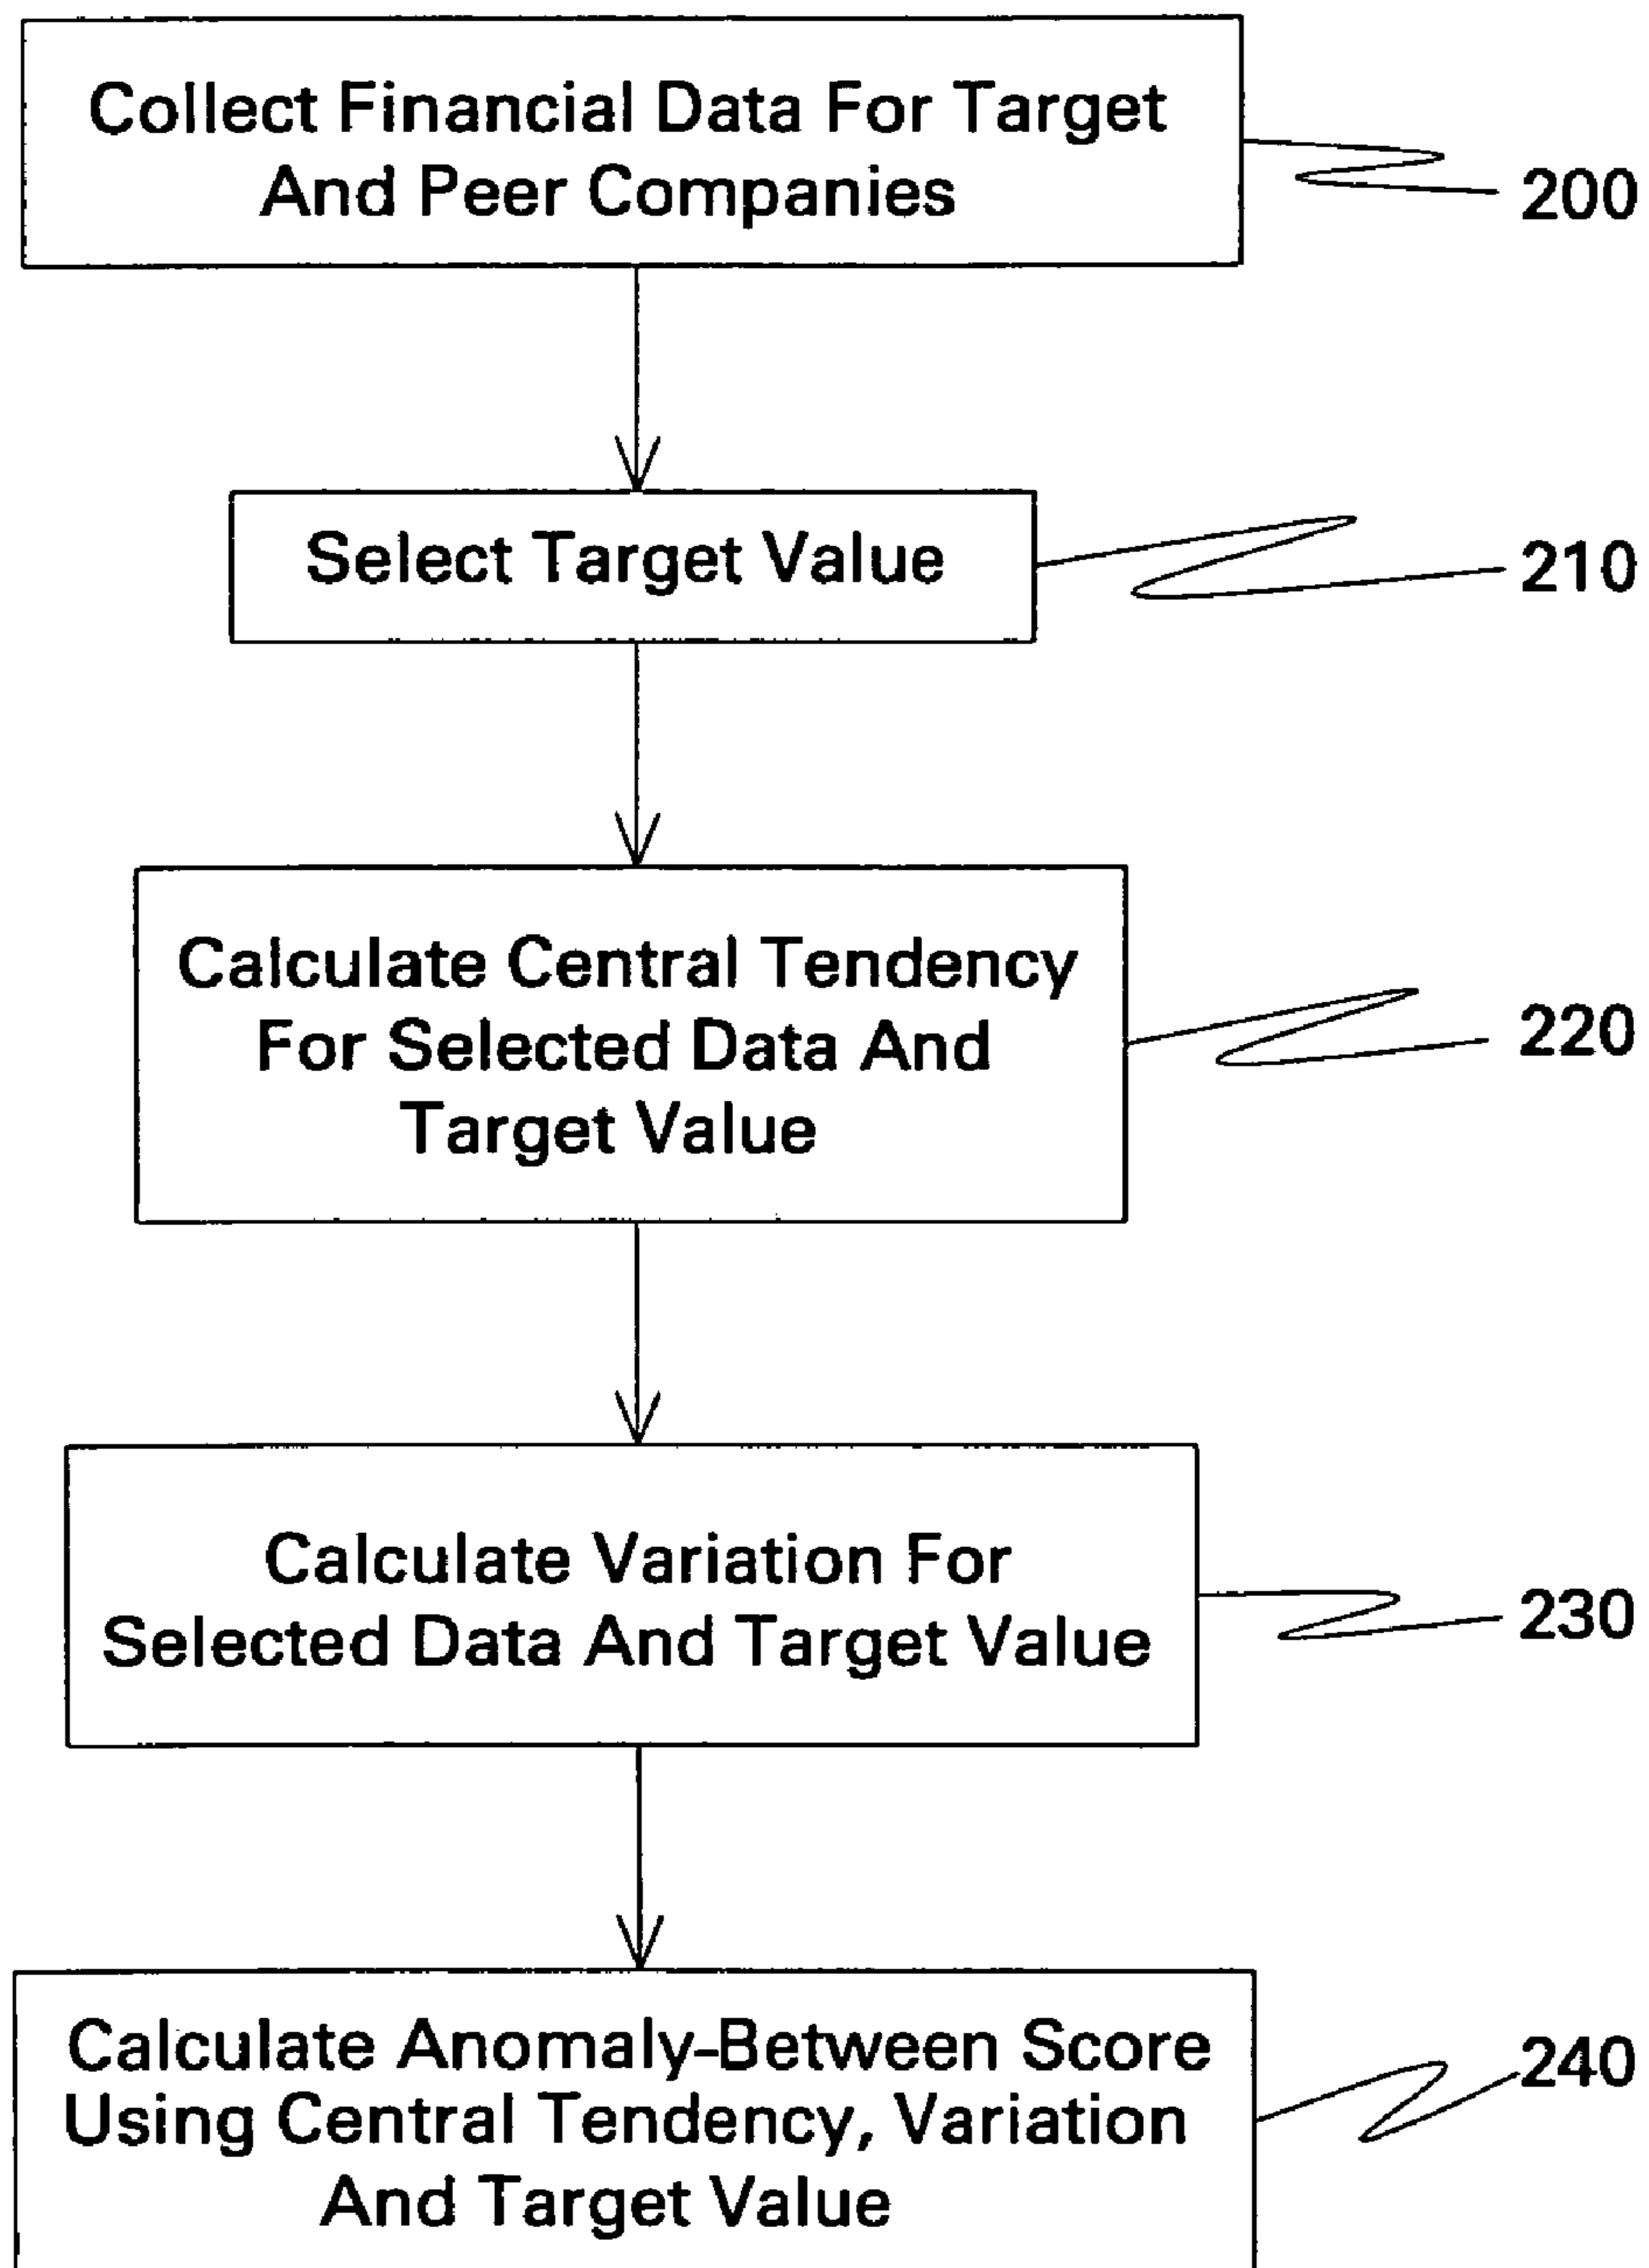 Collect Financial Data For Target
And Peer Companies
200
Select Target Value
210
Calculate Central Tendency
For Selected Data And
Target Value
220
Calculate Variation For
Selected Data And Target Value
230
Calculate Anomaly-Between Score
Using Central Tendency, Variation
And Target Value
240